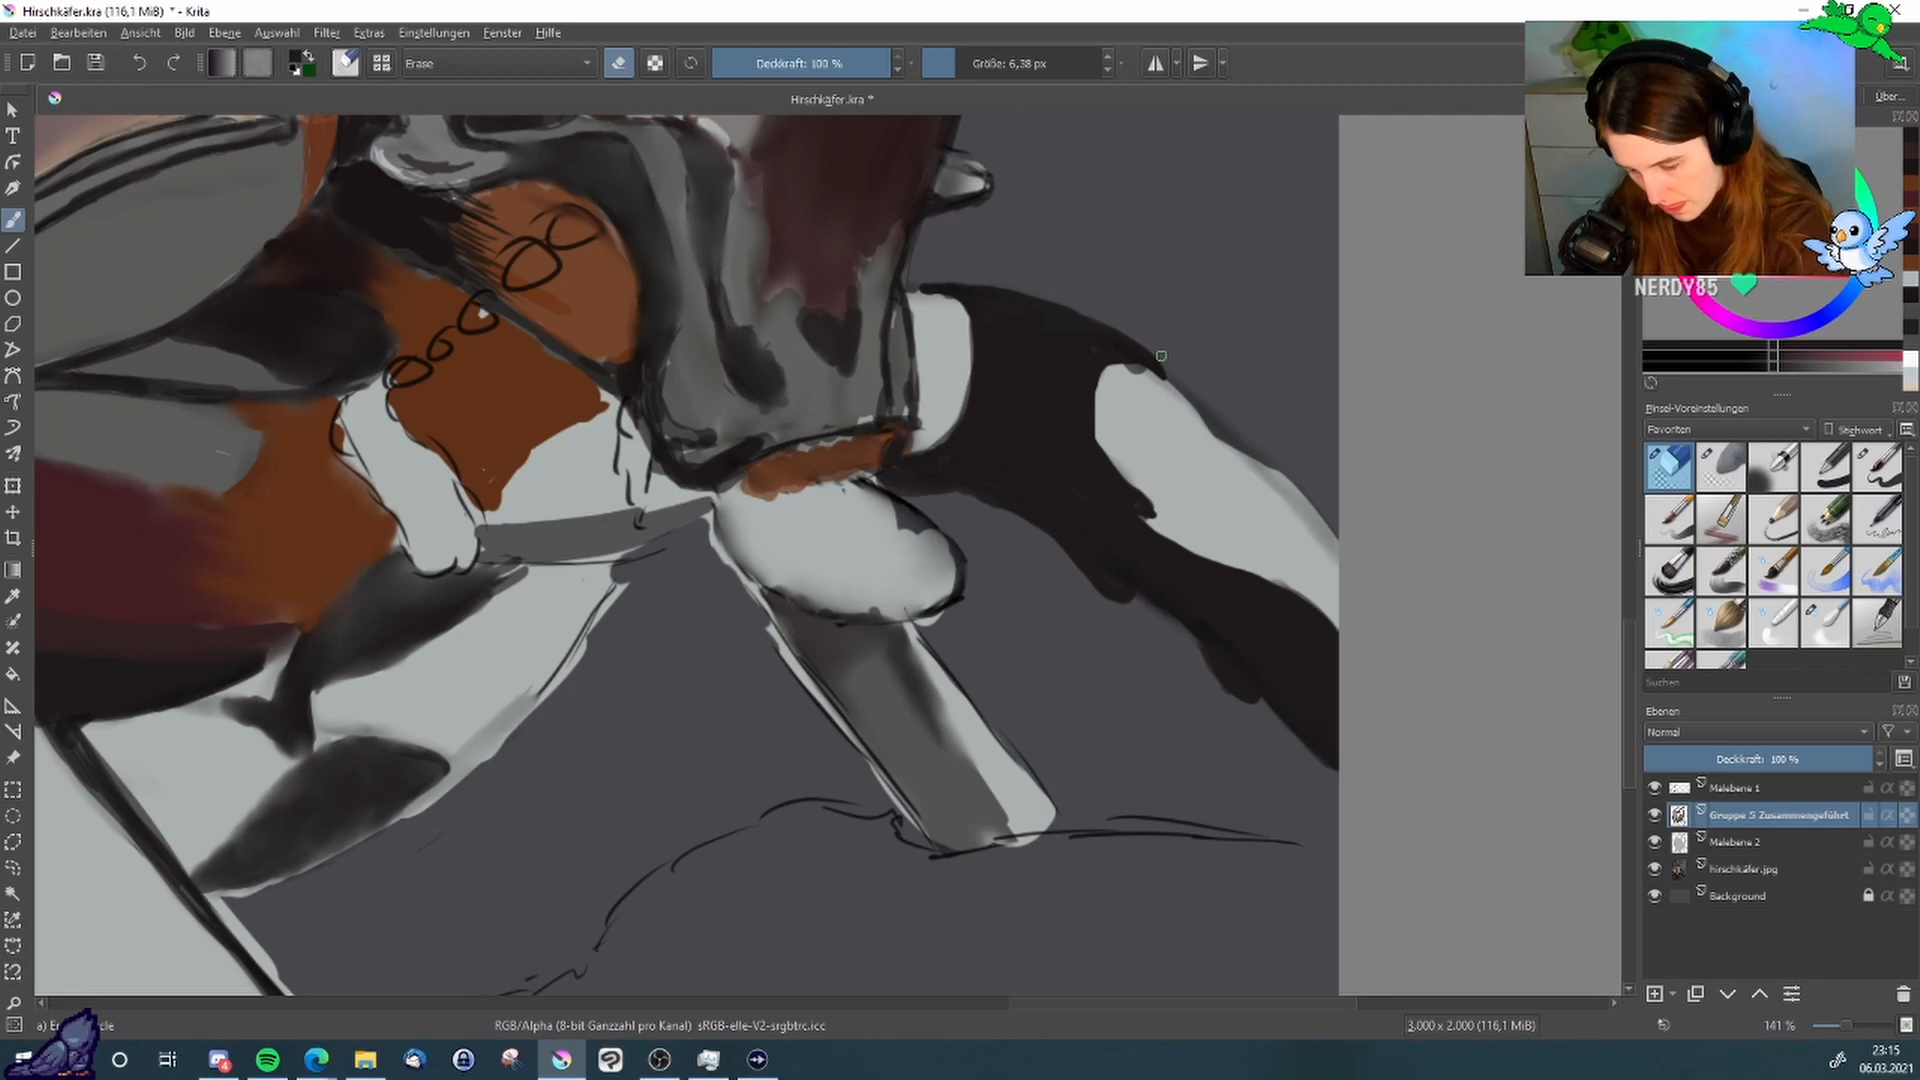 Hirschkäfer.kra (116,1 MiB) * - Krita
Datei Bearbeiten Ansicht Bild Ebene Auswahl Filter Extras Einstellungen Fenster Hilfe
Erase
Deckkraft: 100 %
Größe: 6,38 px
Hirschkäfer.kra *
Über...
NERDY85
Pinsel-Voreinstellungen
Favoriten
Stichwort
Suchen
Ebenen
Normal
Deckkraft: 100 %
Malebene 1
Gruppe 5 Zusammengeführt
Malebene 2
hirschkäfer.jpg
Background
RGB/Alpha (8-bit Ganzzahl pro Kanal) sRGB-elle-V2-srgbtrc.icc
3.000 x 2.000 (116,1 MiB)
141 %
23:15
06.03.2021